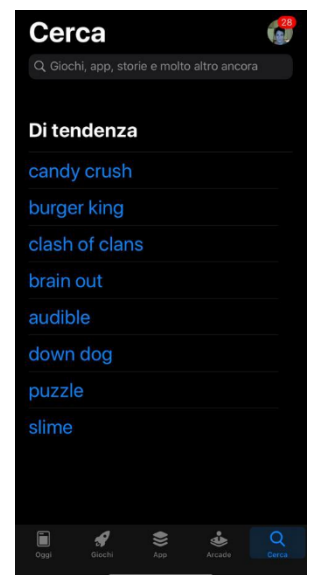 Cerca
28
Giochi, app, storie e molto altro ancora
Di tendenza
candy crush
burger king
clash of clans
brain out
audible
down dog
puzzle
slime
Oggi Giochi App Arcade Cerca